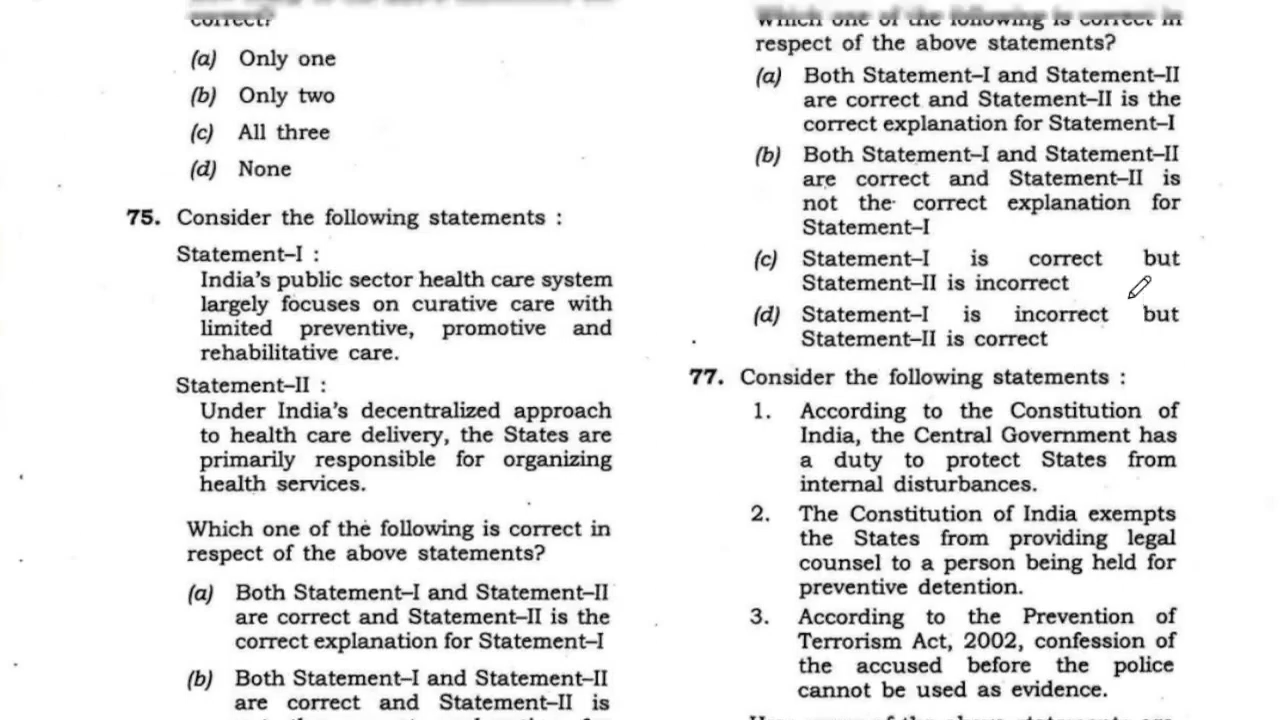 correct?
(a) Only one
(b) Only two
(c) All three
(d) None
75. Consider the following statements :
Statement–I :
India's public sector health care system
largely focuses on curative care with
limited preventive, promotive and
rehabilitative care.
Statement–II :
Under India's decentralized approach
to health care delivery, the States are
primarily responsible for organizing
health services.
Which one of the following is correct in
respect of the above statements?
(a) Both Statement–I and Statement–II
are correct and Statement–II is the
correct explanation for Statement–I
(b) Both Statement–I and Statement–II
are correct and Statement–II is
Which one of the following is correct in
respect of the above statements?
(a) Both Statement–I and Statement–II
are correct and Statement–II is the
correct explanation for Statement–I
(b) Both Statement–I and Statement–II
are correct and Statement–II is
not the correct explanation for
Statement–I
(c) Statement–I is correct but
Statement–II is incorrect
(d) Statement–I is incorrect but
Statement–II is correct
77. Consider the following statements :
1. According to the Constitution of
India, the Central Government has
a duty to protect States from
internal disturbances.
2. The Constitution of India exempts
the States from providing legal
counsel to a person being held for
preventive detention.
3. According to the Prevention of
Terrorism Act, 2002, confession of
the accused before the police
cannot be used as evidence.